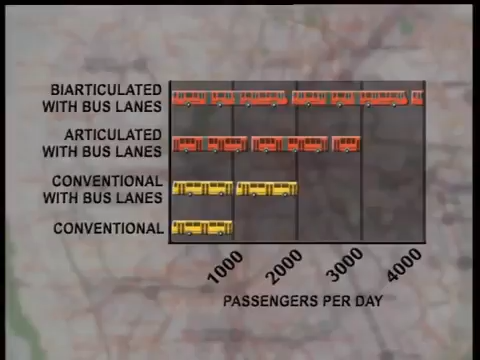 BIARTICULATED
WITH BUS LANES
ARTICULATED
WITH BUS LANES
CONVENTIONAL
WITH BUS LANES
CONVENTIONAL
1000
2000
3000
4000
PASSENGERS PER DAY